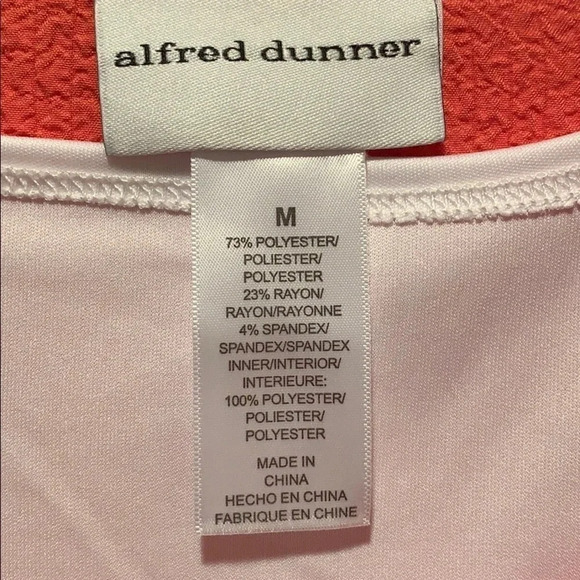 alfred dunner
M
73% POLYESTER/
POLIESTER/
POLYESTER
23% RAYON/
RAYON/RAYONNE
4% SPANDEX/
SPANDEX/SPANDEX
INNER/INTERIOR/
INTERIEURE:
100% POLYESTER/
POLIESTER/
POLYESTER
MADE IN
CHINA
HECHO EN CHINA
FABRIQUE EN CHINE